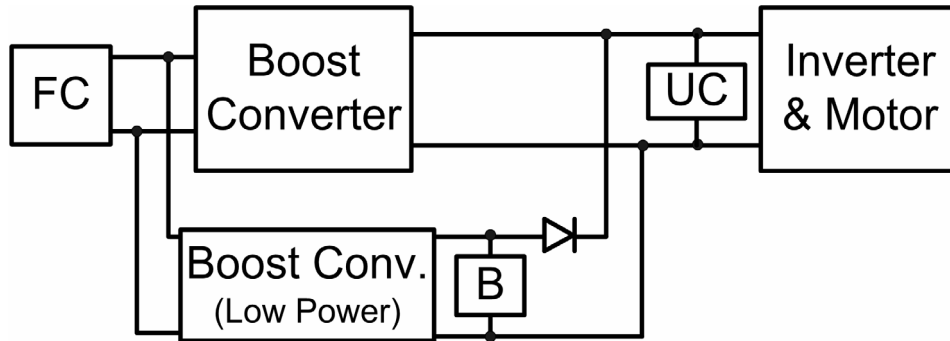 FC
Boost
Converter
UC
Inverter
& Motor
Boost Conv.
(Low Power)
B